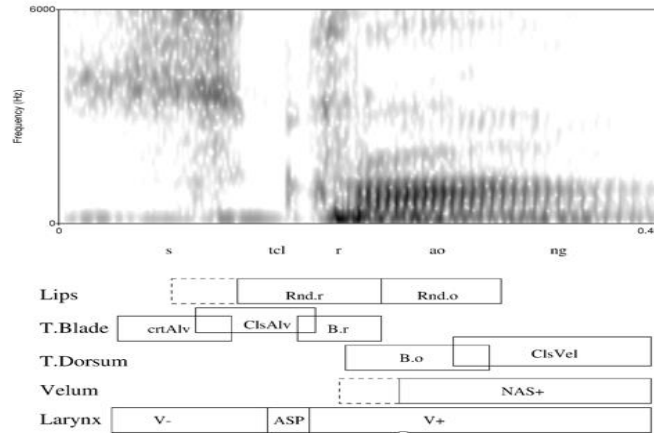 6000
Frequency (Hz)
0
0 0.4
s tcl r ao ng
Lips Rnd.r Rnd.o
T.Blade crtAlv ClsAlv B.r
T.Dorsum B.o ClsVel
Velum NAS+
Larynx V- ASP V+